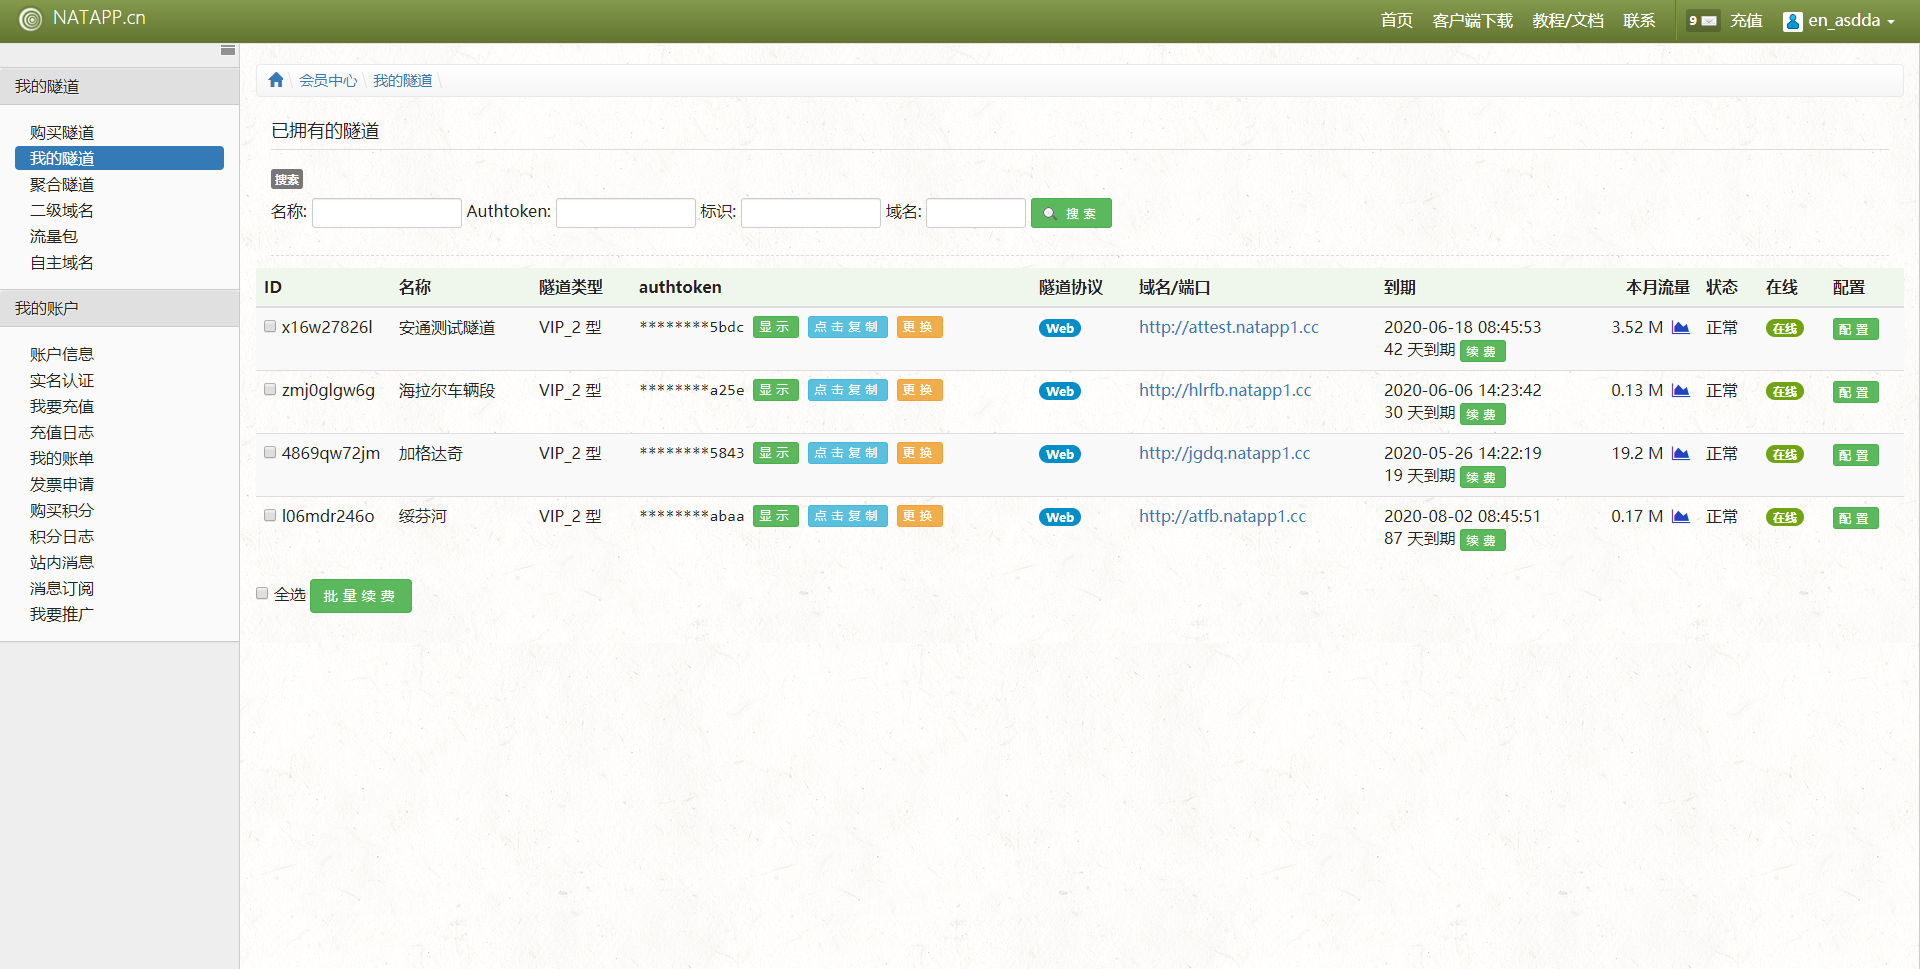 NATAPP.cn
首页 客户端下载 教程/文档 联系 9 充值 en_asdda
我的隧道
购买隧道
我的隧道
聚合隧道
二级域名
流量包
自主域名
我的账户
账户信息
实名认证
我要充值
充值日志
我的账单
发票申请
购买积分
积分日志
站内消息
消息订阅
我要推广
会员中心 \ 我的隧道 \
已拥有的隧道
搜索
名称: Authtoken: 标识: 域名: 搜索
ID 名称 隧道类型 authtoken 隧道协议 域名/端口 到期 本月流量 状态 在线 配置
x16w27826l 安通测试隧道 VIP_2 型 ********5bdc 显示 点击复制 更换 Web http://attest.natapp1.cc 2020-06-18 08:45:53 3.52 M 正常 在线 配置
42 天到期 续费
zmj0glgw6g 海拉尔车辆段 VIP_2 型 ********a25e 显示 点击复制 更换 Web http://hlrfb.natapp1.cc 2020-06-06 14:23:42 0.13 M 正常 在线 配置
30 天到期 续费
4869qw72jm 加格达奇 VIP_2 型 ********5843 显示 点击复制 更换 Web http://jgdq.natapp1.cc 2020-05-26 14:22:19 19.2 M 正常 在线 配置
19 天到期 续费
l06mdr246o 绥芬河 VIP_2 型 ********abaa 显示 点击复制 更换 Web http://atfb.natapp1.cc 2020-08-02 08:45:51 0.17 M 正常 在线 配置
87 天到期 续费
全选 批量续费